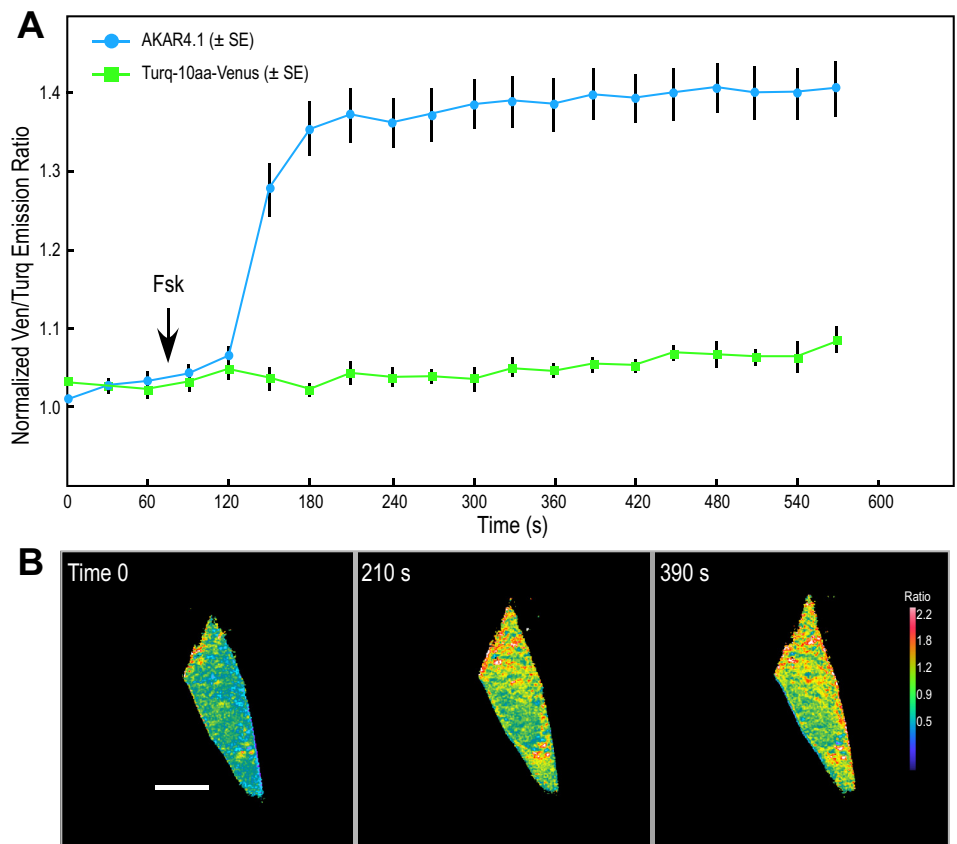 A
AKAR4.1 (± SE)
Turq-10aa-Venus (± SE)
Normalized Ven/Turq Emission Ratio
1.4
1.3
1.2
1.1
1.0
Fsk
0 60 120 180 240 300 360 420 480 540 600
Time (s)
B
Time 0
210 s
390 s
Ratio
2.2
1.8
1.2
0.9
0.5